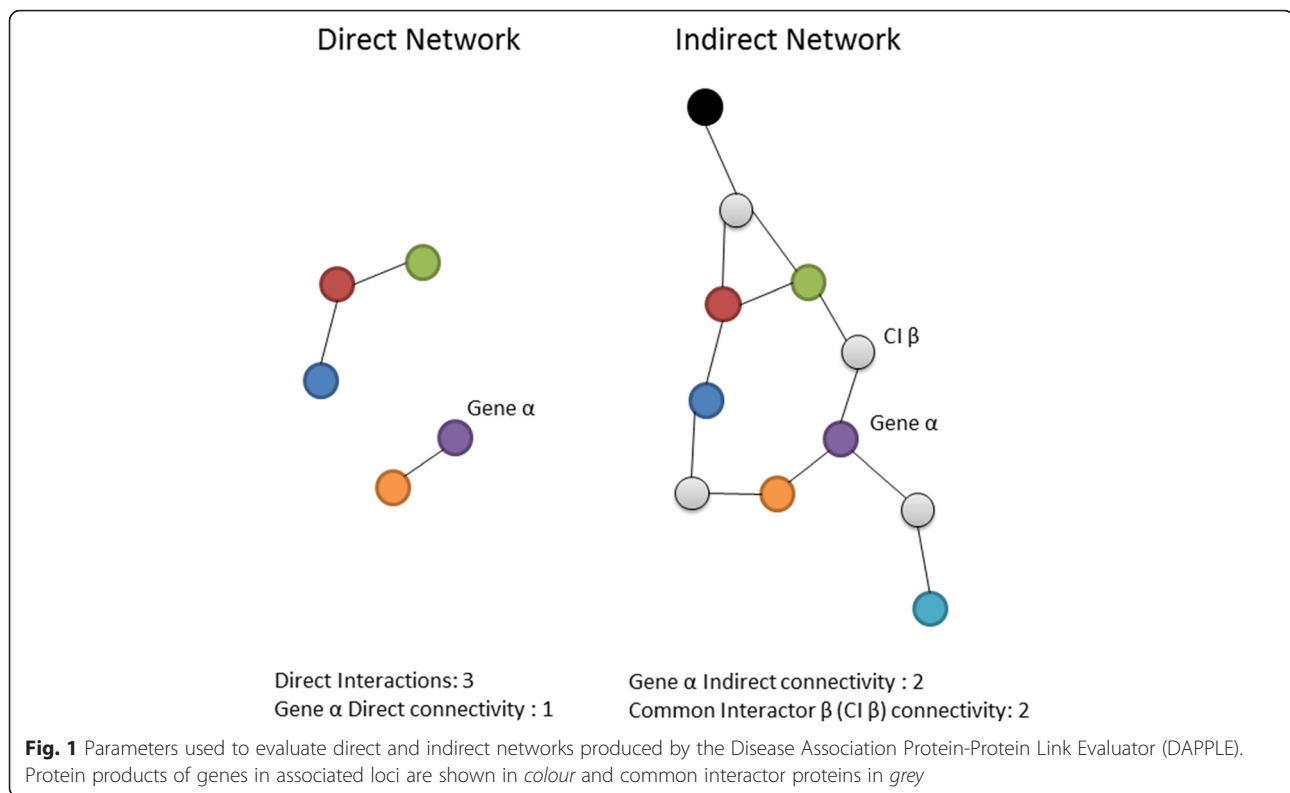 Direct Network
Indirect Network
CI β
Gene α
Gene α
Direct Interactions: 3
Gene α Direct connectivity : 1
Gene α Indirect connectivity : 2
Common Interactor β (CI β) connectivity: 2
Fig. 1 Parameters used to evaluate direct and indirect networks produced by the Disease Association Protein-Protein Link Evaluator (DAPPLE).
Protein products of genes in associated loci are shown in colour and common interactor proteins in grey